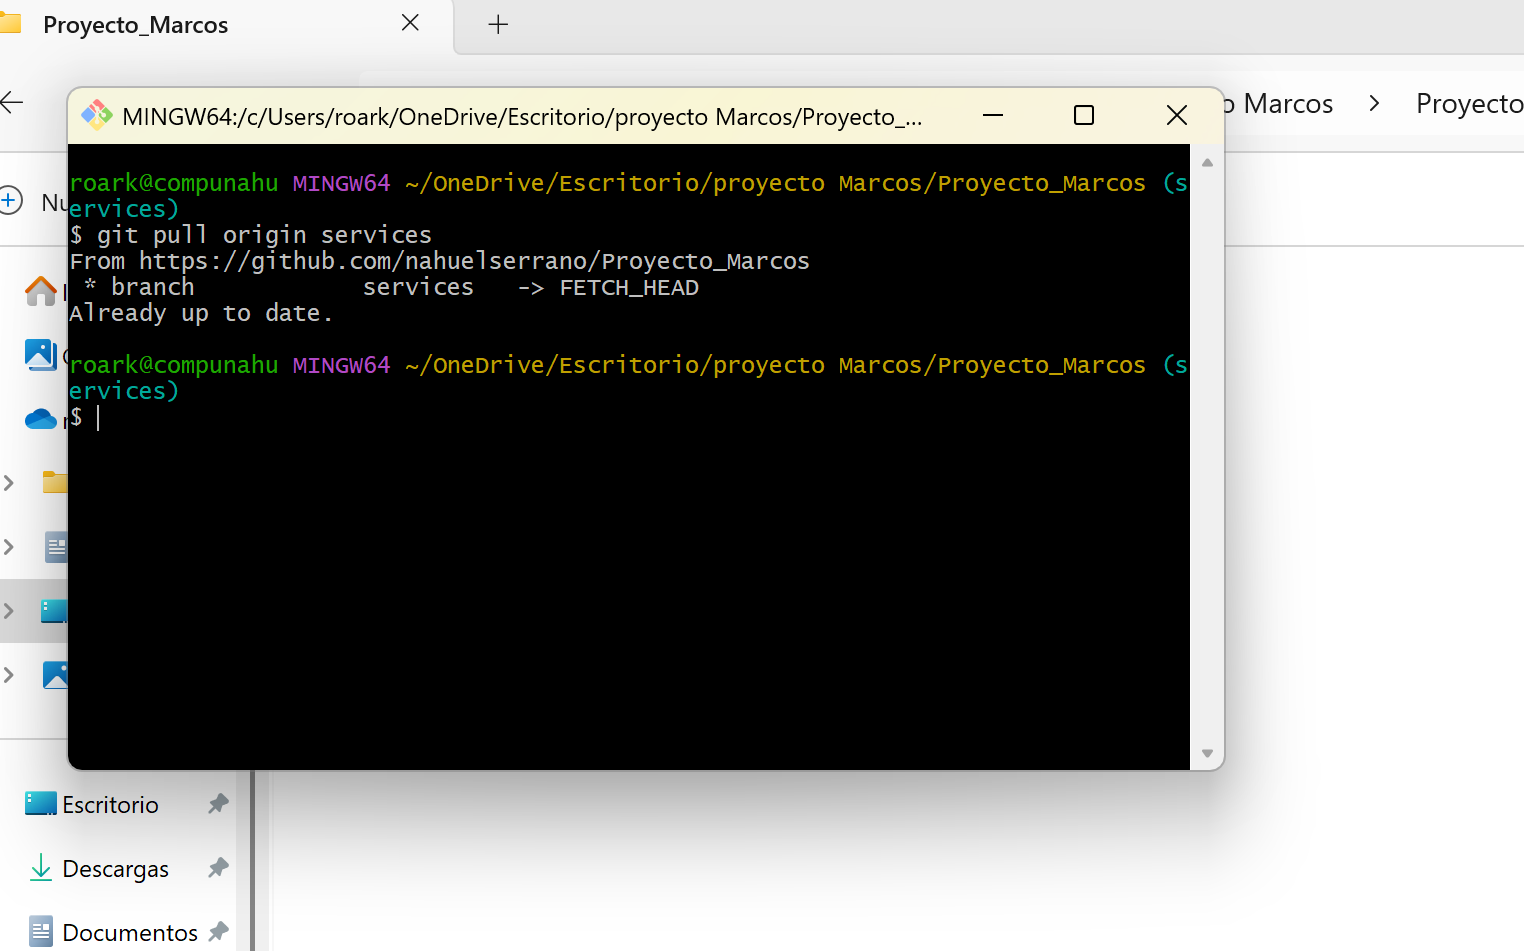 Proyecto_Marcos
MINGW64:/c/Users/roark/OneDrive/Escritorio/proyecto Marcos/Proyecto_...
o Marcos > Proyecto
Nu
roark@compunahu MINGW64 ~/OneDrive/Escritorio/proyecto Marcos/Proyecto_Marcos (s
ervices)
$ git pull origin services
From https://github.com/nahuelserrano/Proyecto_Marcos
 * branch            services   -> FETCH_HEAD
Already up to date.
roark@compunahu MINGW64 ~/OneDrive/Escritorio/proyecto Marcos/Proyecto_Marcos (s
ervices)
$
Escritorio
Descargas
Documentos